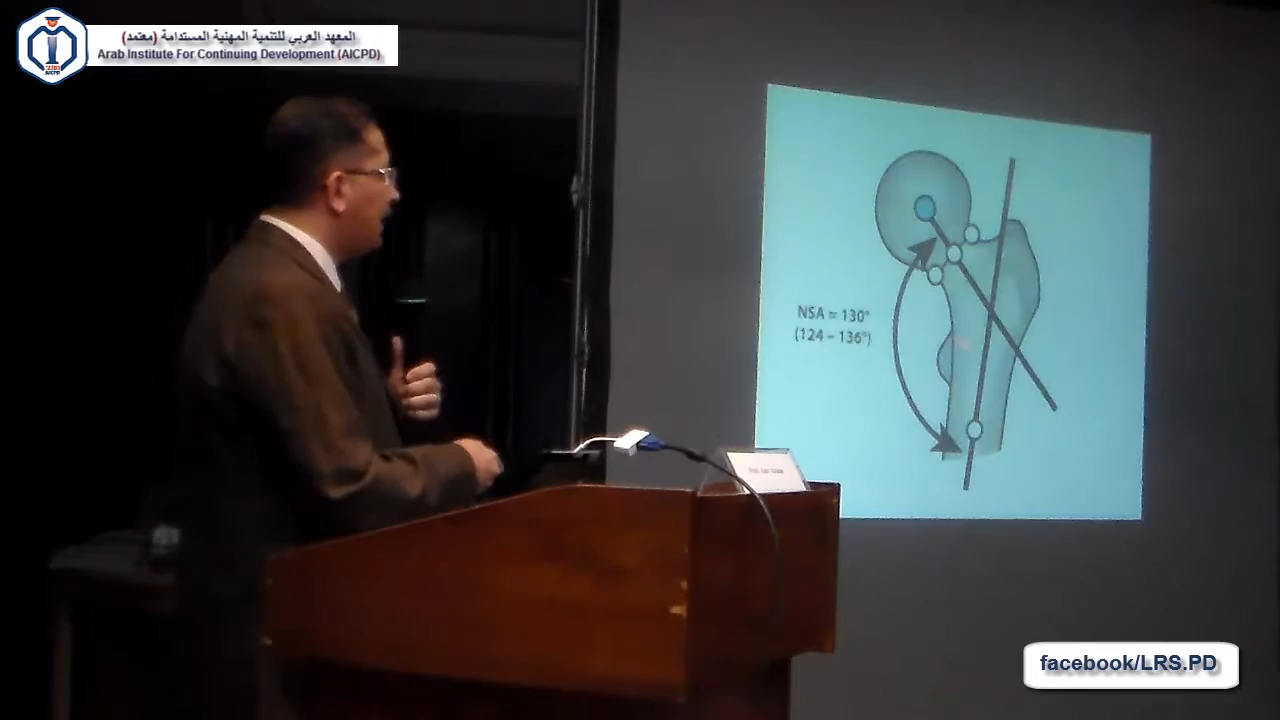 المعهد العربي للتنمية المهنية المستدامة (معتمد)
Arab Institute For Continuing Development (AICPD)
AICPD
NSA = 130°
(124 – 136°)
facebook/LRS.PD